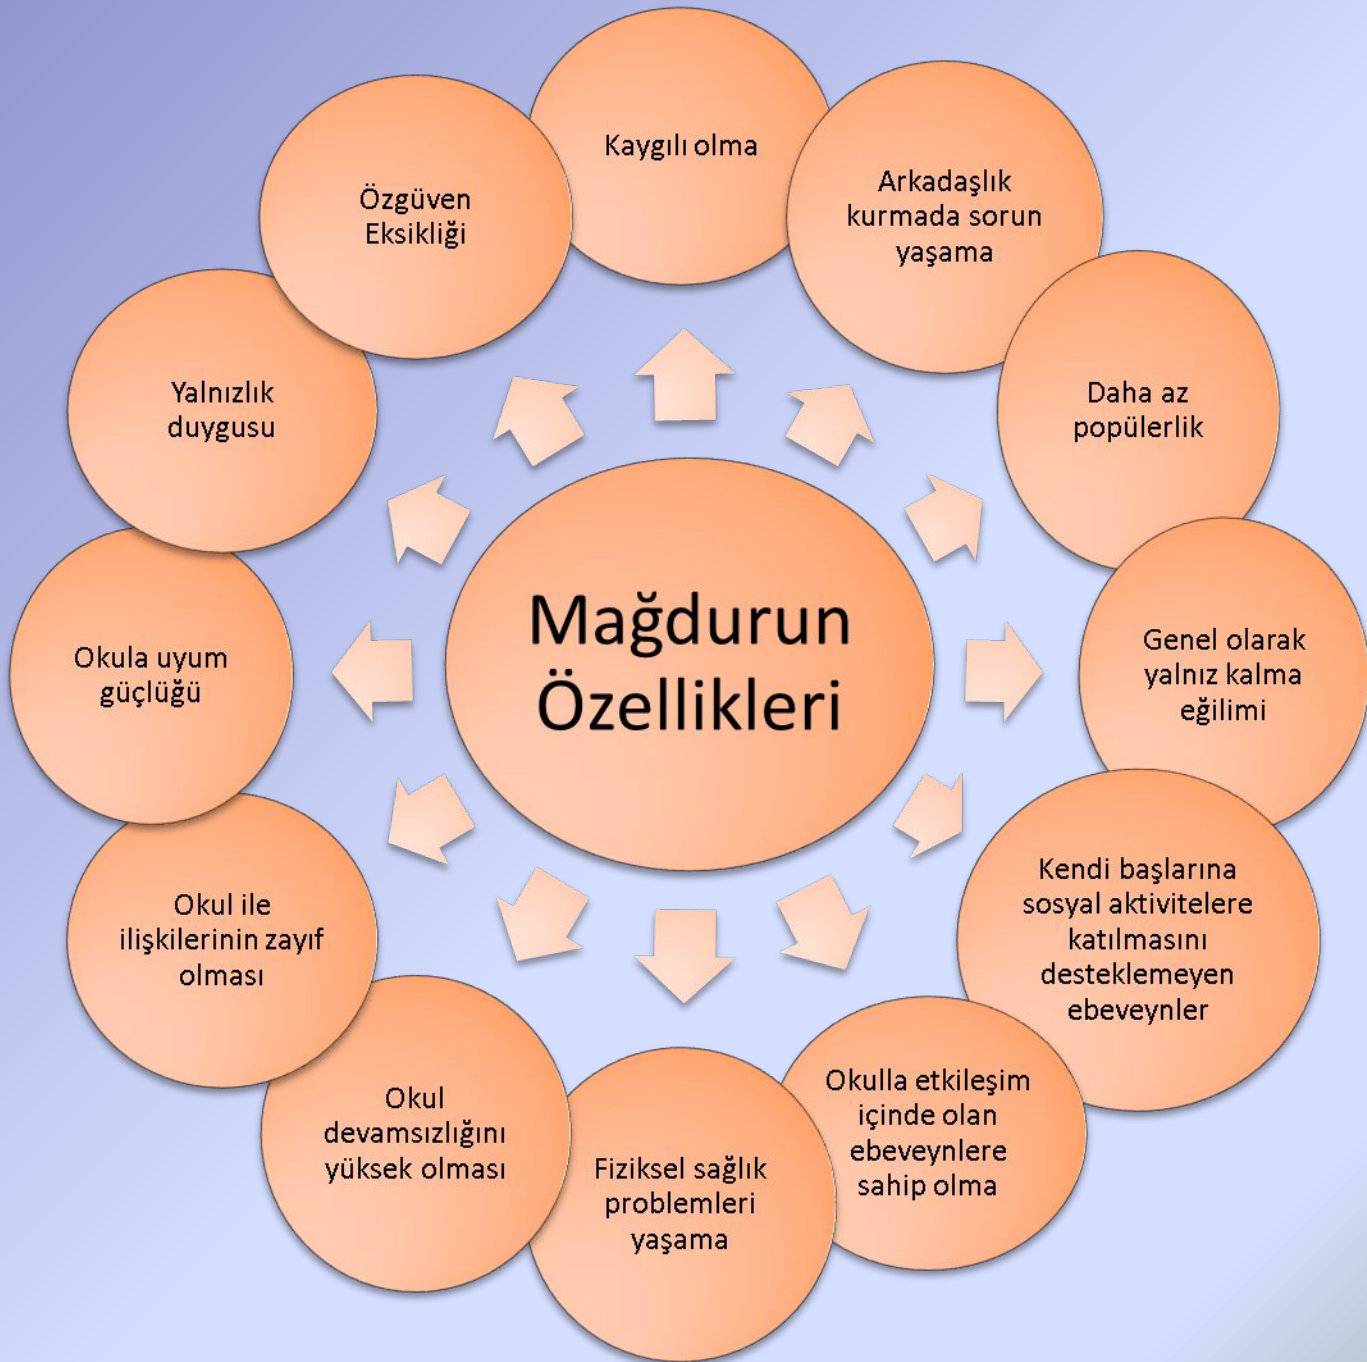 Mağdurun
Özellikleri
Kaygılı olma
Arkadaşlık
kurmada sorun
yaşama
Daha az
popülerlik
Genel olarak
yalnız kalma
eğilimi
Kendi başlarına
sosyal aktivitelere
katılmasını
desteklemeyen
ebeveynler
Okulla etkileşim
içinde olan
ebeveynlere
sahip olma
Fiziksel sağlık
problemleri
yaşama
Okul
devamsızlığını
yüksek olması
Okul ile
ilişkilerinin zayıf
olması
Okula uyum
güçlüğü
Yalnızlık
duygusu
Özgüven
Eksikliği